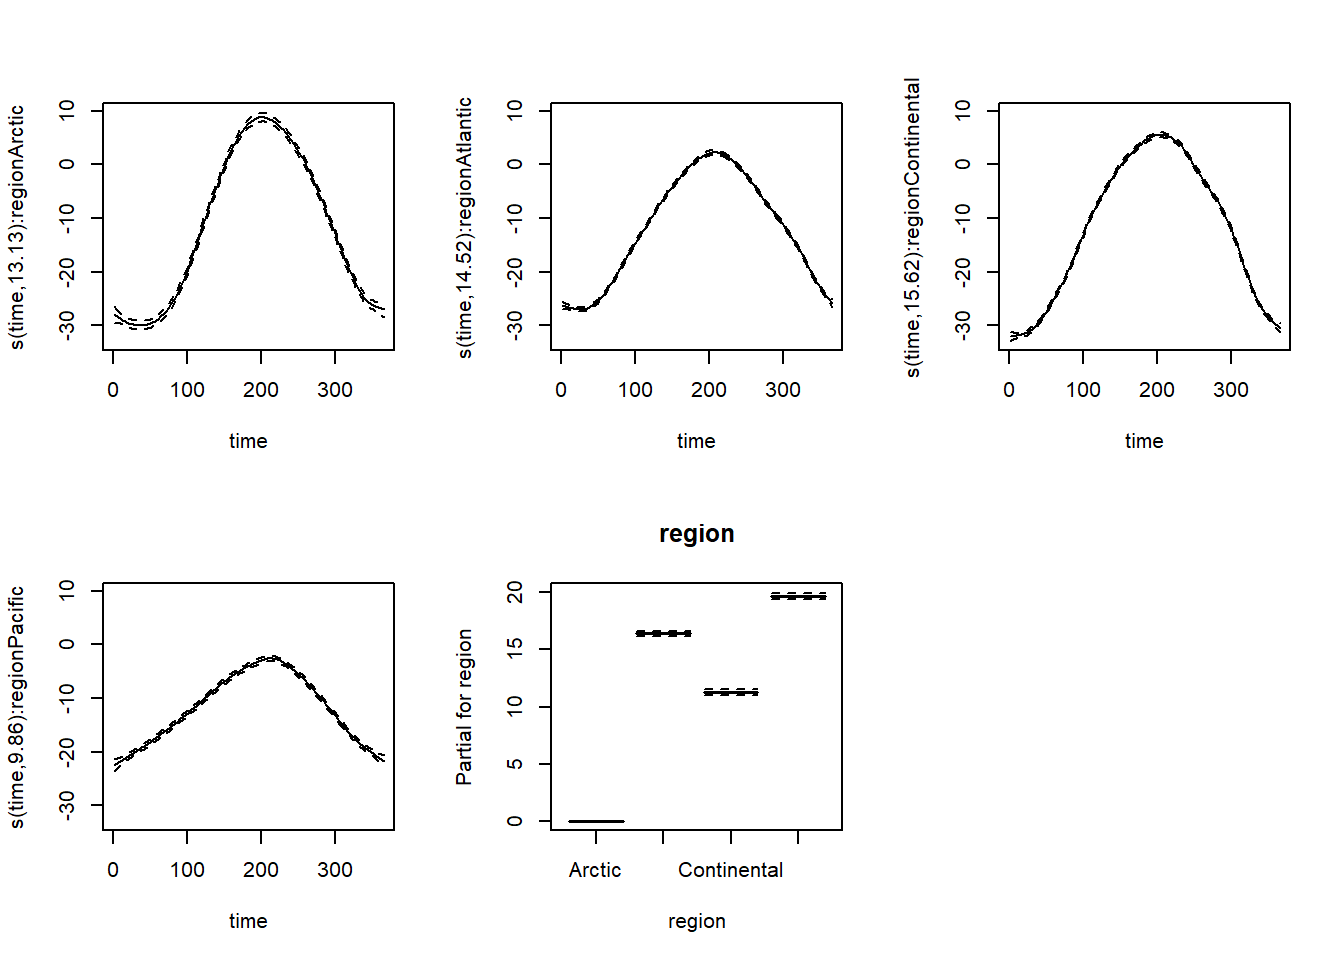 s(time,13.13):regionArctic
10
0
-10
-20
-30
0 100 200 300
time
s(time,14.52):regionAtlantic
10
0
-10
-20
-30
0 100 200 300
time
s(time,15.62):regionContinental
10
0
-10
-20
-30
0 100 200 300
time
s(time,9.86):regionPacific
10
0
-10
-20
-30
0 100 200 300
time
region
Partial for region
20
15
10
5
0
Arctic Continental
region